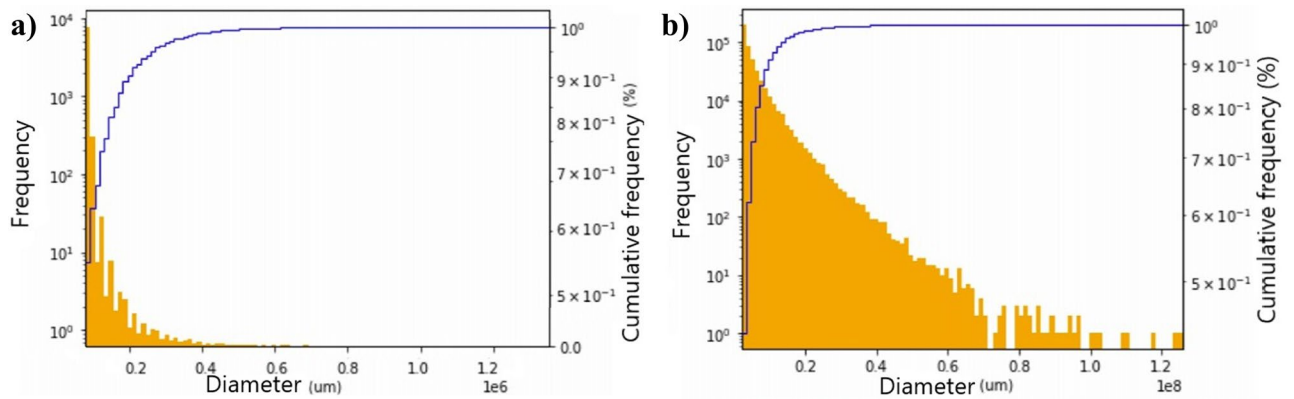 a)
10⁴
10³
10²
10¹
10⁰
Frequency
10⁰
9×10⁻¹
8×10⁻¹
7×10⁻¹
6×10⁻¹
5×10⁻¹
0.0
Cumulative frequency (%)
0.2 0.4 0.6 0.8 1.0 1.2
Diameter (um)
1e6
b)
10⁵
10⁴
10³
10²
10¹
10⁰
Frequency
10⁰
9×10⁻¹
8×10⁻¹
7×10⁻¹
6×10⁻¹
5×10⁻¹
Cumulative frequency (%)
0.2 0.4 0.6 0.8 1.0 1.2
Diameter (um)
1e8